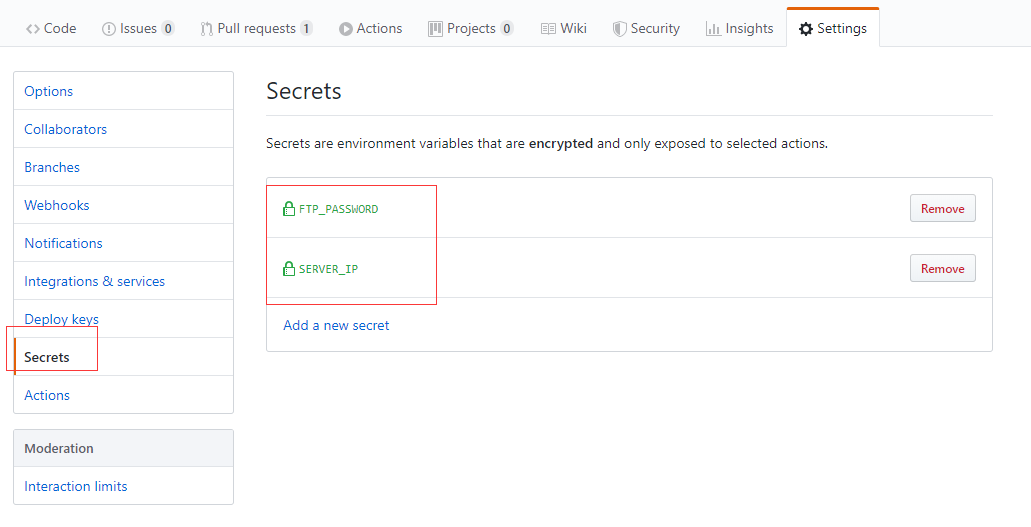 Code Issues 0 Pull requests 1 Actions Projects 0 Wiki Security Insights Settings
Options
Collaborators
Branches
Webhooks
Notifications
Integrations & services
Deploy keys
Secrets
Actions
Moderation
Interaction limits
Secrets
Secrets are environment variables that are encrypted and only exposed to selected actions.
FTP_PASSWORD Remove
SERVER_IP Remove
Add a new secret